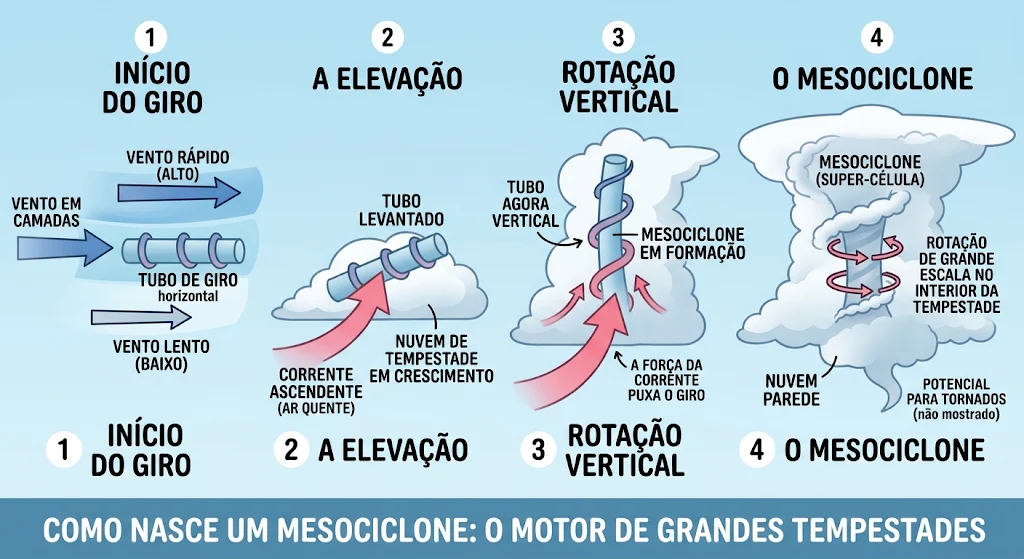 1
INÍCIO
DO GIRO
2
A ELEVAÇÃO
3
ROTAÇÃO
VERTICAL
4
O MESOCICLONE
VENTO RÁPIDO
(ALTO)
VENTO EM
CAMADAS
TUBO DE GIRO
horizontal
VENTO LENTO
(BAIXO)
TUBO
LEVANTADO
CORRENTE
ASCENDENTE
(AR QUENTE)
NUVEM DE
TEMPESTADE
EM CRESCIMENTO
TUBO
AGORA
VERTICAL
MESOCICLONE
EM FORMAÇÃO
A FORÇA DA
CORRENTE
PUXA O GIRO
MESOCICLONE
(SUPER-CÉLULA)
ROTAÇÃO
DE GRANDE
ESCALA NO
INTERIOR DA
TEMPESTADE
NUVEM
PAREDE
POTENCIAL
PARA TORNADOS
(não mostrado)
1 INÍCIO
DO GIRO
2 A ELEVAÇÃO
3 ROTAÇÃO
VERTICAL
4 O MESOCICLONE
COMO NASCE UM MESOCICLONE: O MOTOR DE GRANDES TEMPESTADES